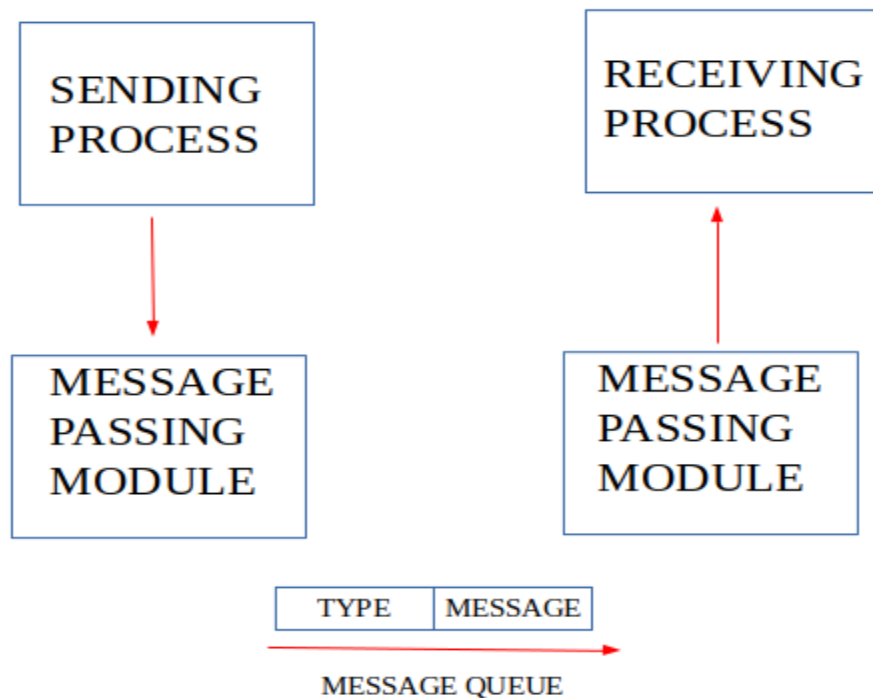 SENDING
PROCESS
RECEIVING
PROCESS
MESSAGE
PASSING
MODULE
MESSAGE
PASSING
MODULE
TYPE
MESSAGE
MESSAGE QUEUE